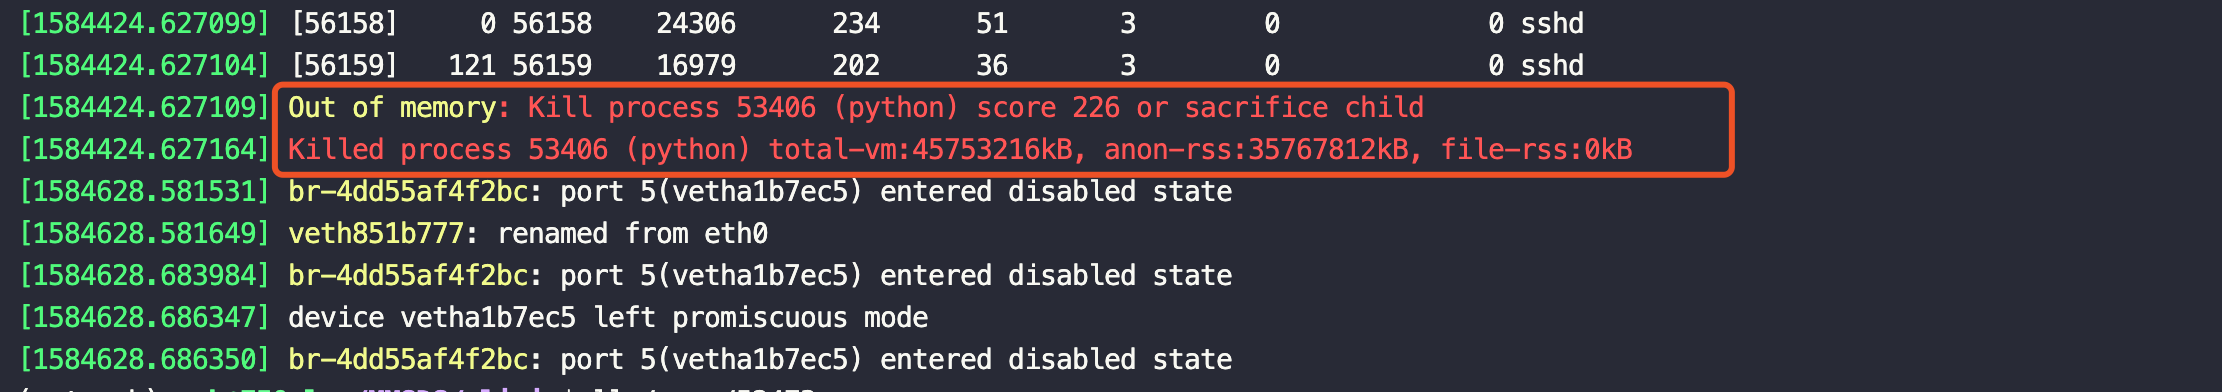 [1584424.627099] [56158]     0 56158    24306      234      51        3        0             0 sshd
[1584424.627104] [56159]   121 56159    16979      202      36        3        0             0 sshd
[1584424.627109] Out of memory: Kill process 53406 (python) score 226 or sacrifice child
[1584424.627164] Killed process 53406 (python) total-vm:45753216kB, anon-rss:35767812kB, file-rss:0kB
[1584628.581531] br-4dd55af4f2bc: port 5(vetha1b7ec5) entered disabled state
[1584628.581649] veth851b777: renamed from eth0
[1584628.683984] br-4dd55af4f2bc: port 5(vetha1b7ec5) entered disabled state
[1584628.686347] device vetha1b7ec5 left promiscuous mode
[1584628.686350] br-4dd55af4f2bc: port 5(vetha1b7ec5) entered disabled state